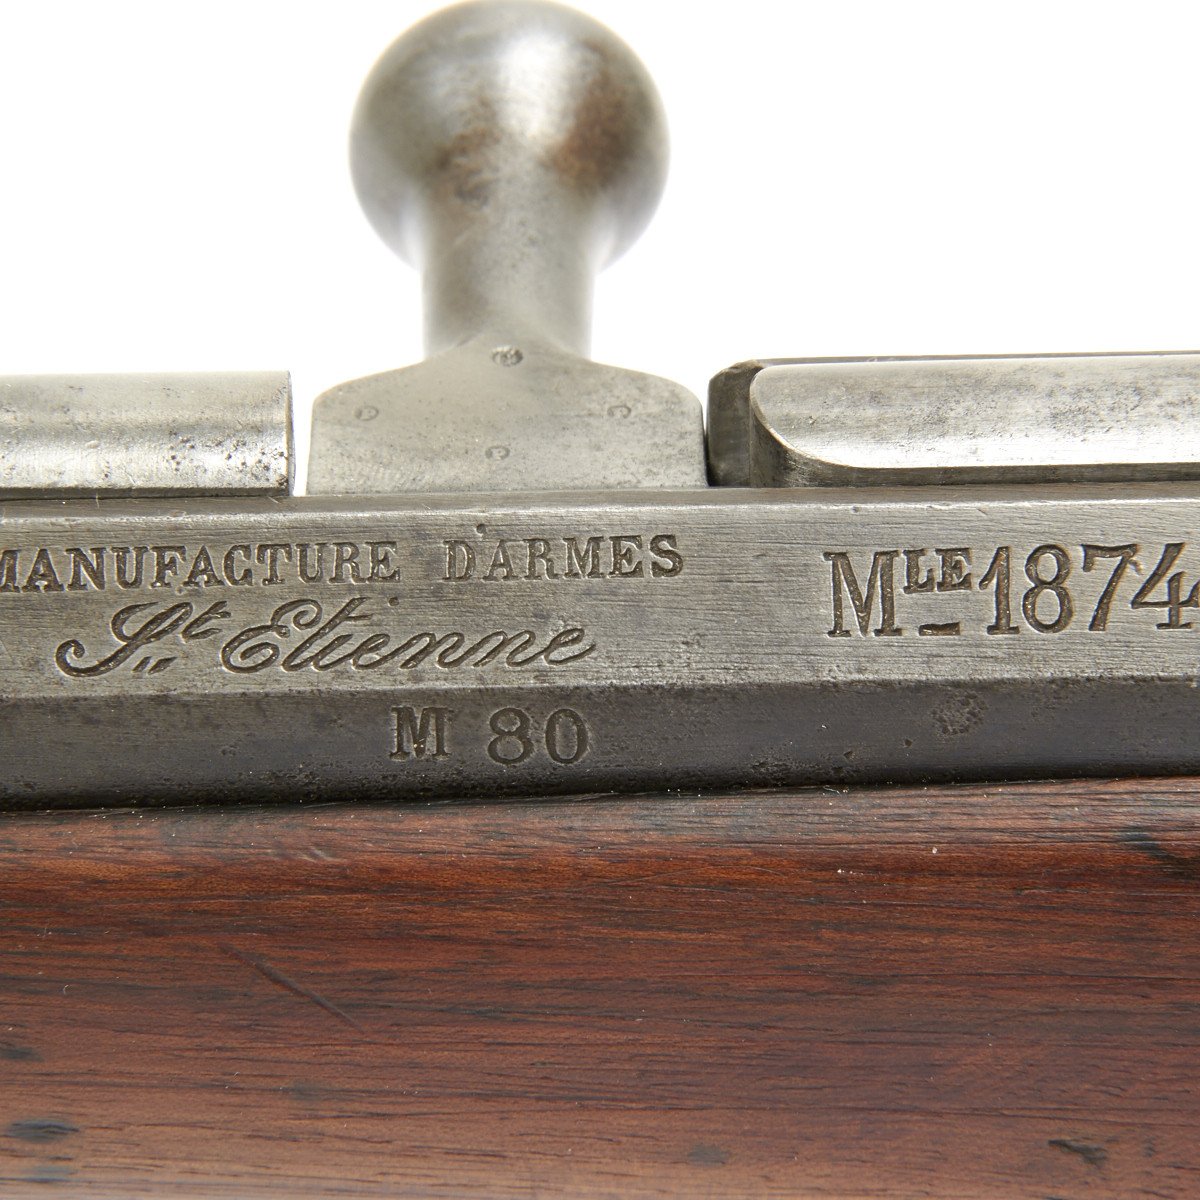 MANUFACTURE D'ARMES
St Etienne
Mle 1874
M 80